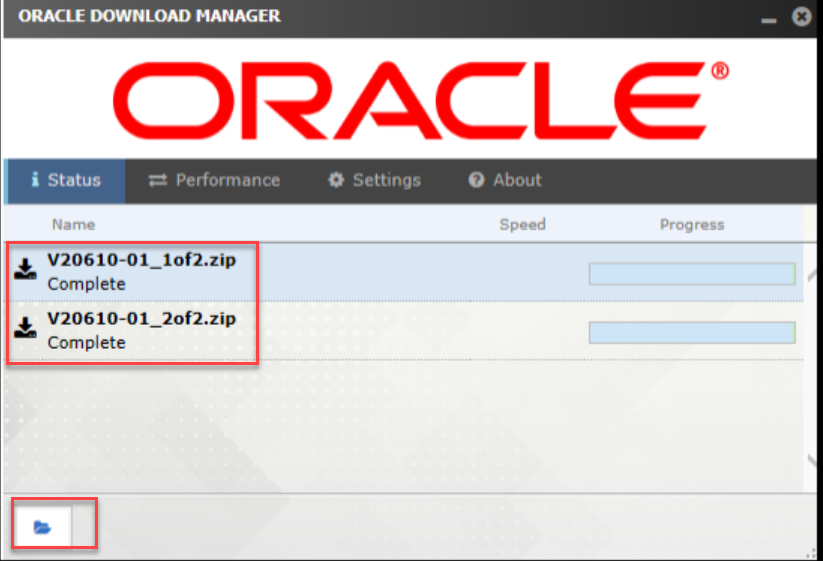 ORACLE DOWNLOAD MANAGER
ORACLE®
Status Performance Settings About
Name Speed Progress
V20610-01_1of2.zip
Complete
V20610-01_2of2.zip
Complete